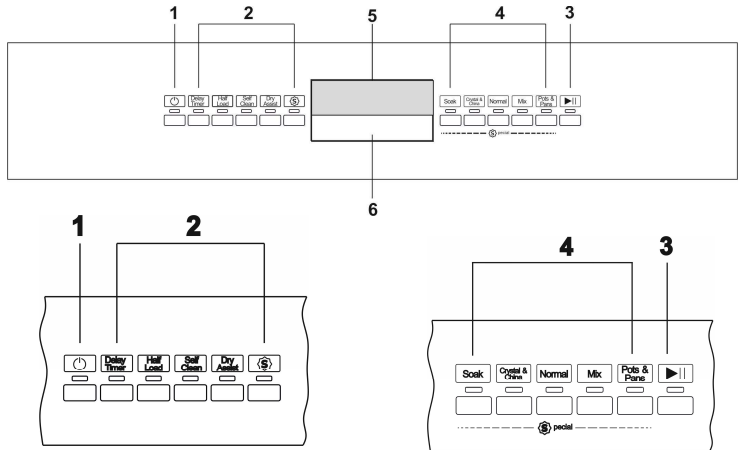 1 2 5 4 3
Delay Timer Half Load Self Clean Dry Assist S Soak Crystal & China Normal Mix Pots & Pans
S pecial
6
1 2
4 3
Delay Timer Half Load Self Clean Dry Assist S
Soak Crystal & China Normal Mix Pots & Pans
S pecial